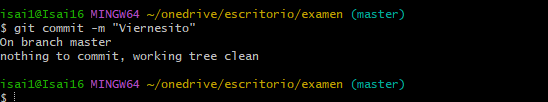 isai1@Isai16 MINGW64 ~/onedrive/escritorio/examen (master)
$ git commit -m "Viernesito"
On branch master
nothing to commit, working tree clean
isai1@Isai16 MINGW64 ~/onedrive/escritorio/examen (master)
$